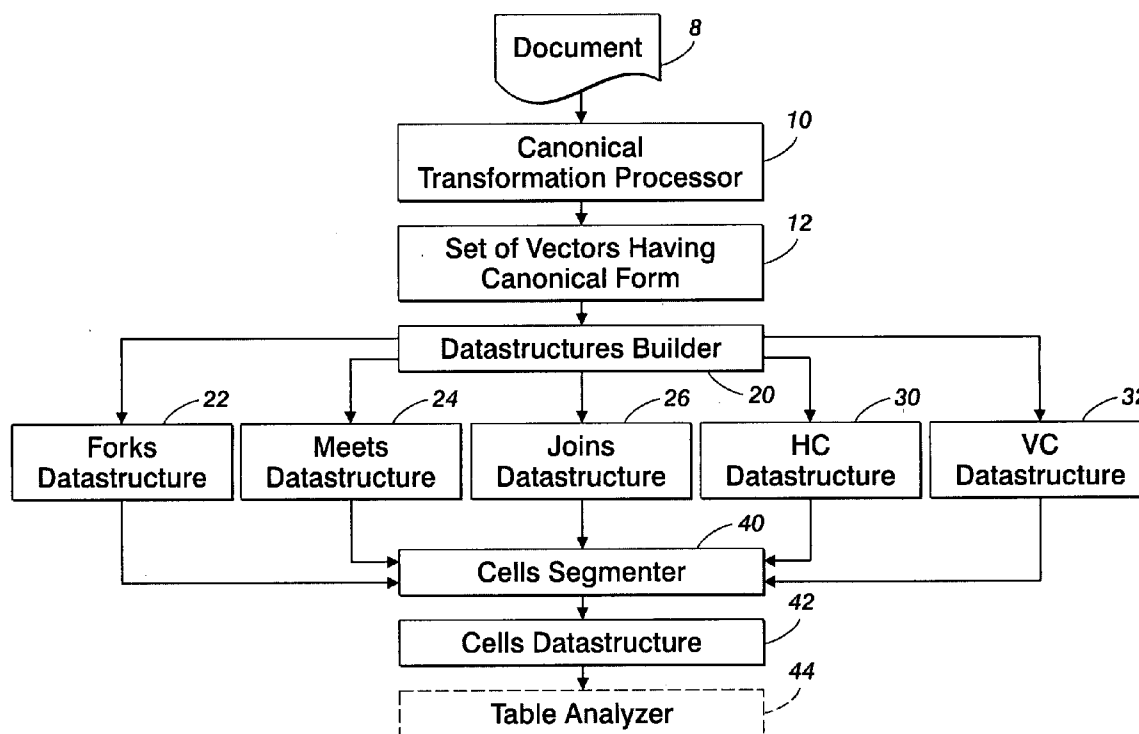 Document
8
10
Canonical
Transformation Processor
12
Set of Vectors Having
Canonical Form
Datastructures Builder
20
22
24
26
30
32
Forks
Datastructure
Meets
Datastructure
Joins
Datastructure
HC
Datastructure
VC
Datastructure
40
Cells Segmenter
42
Cells Datastructure
44
Table Analyzer